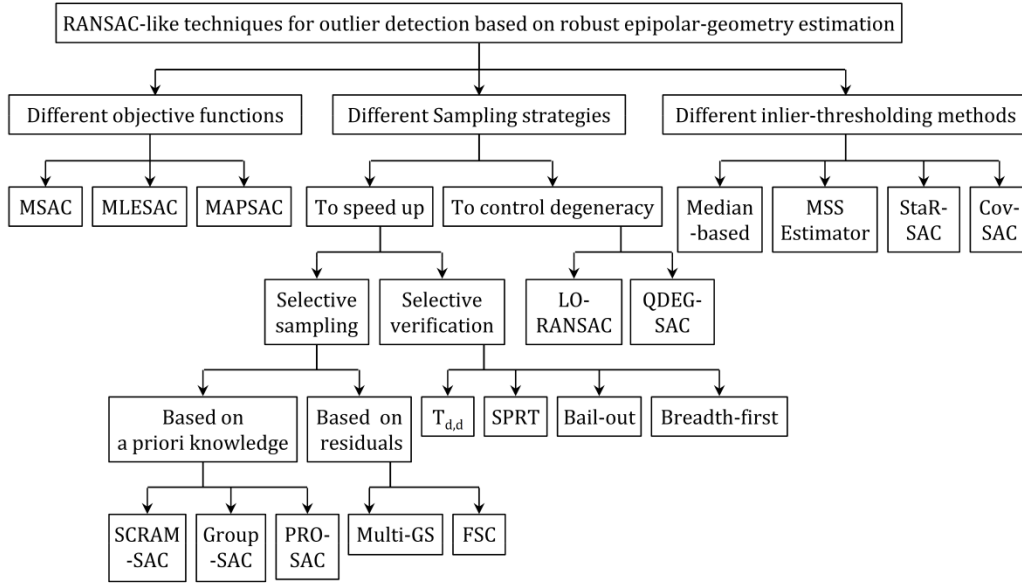 RANSAC-like techniques for outlier detection based on robust epipolar-geometry estimation
Different objective functions
Different Sampling strategies
Different inlier-thresholding methods
MSAC
MLESAC
MAPSAC
To speed up
To control degeneracy
Median
-based
MSS
Estimator
StaR-
SAC
Cov-
SAC
Selective
sampling
Selective
verification
LO-
RANSAC
QDEG-
SAC
Based on
a priori knowledge
Based on
residuals
Td,d
SPRT
Bail-out
Breadth-first
SCRAM
-SAC
Group
-SAC
PRO-
SAC
Multi-GS
FSC